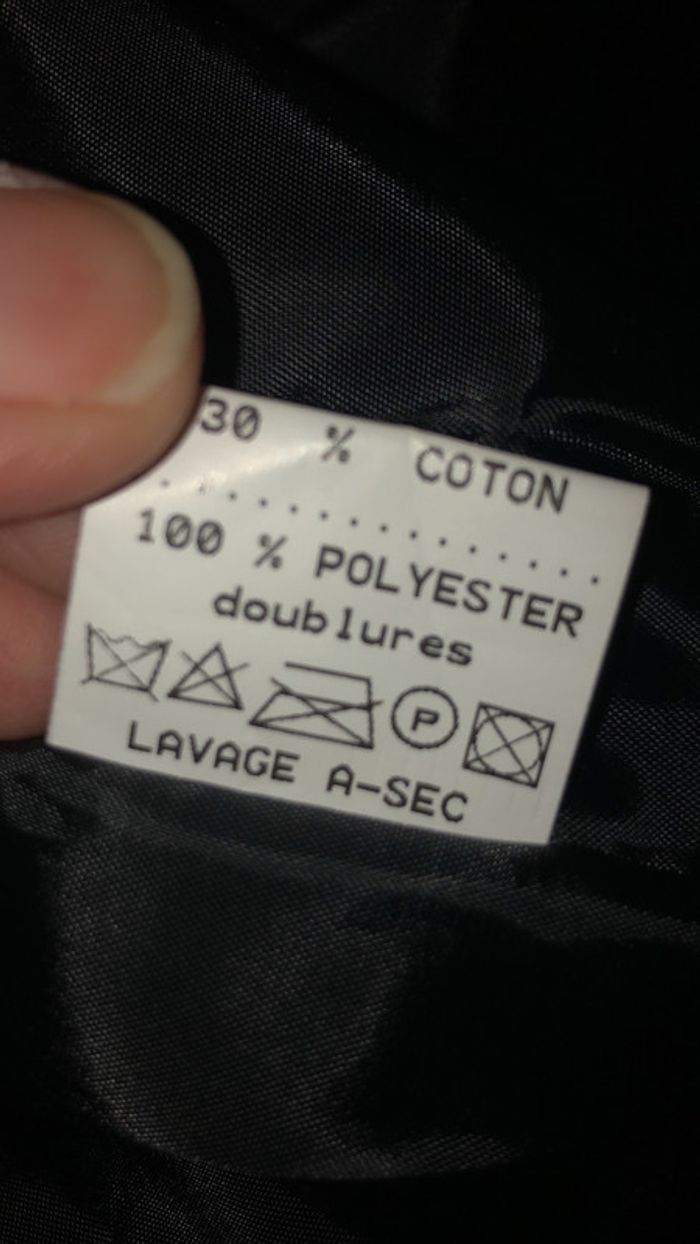 30 % COTON
...............
100 % POLYESTER
doublures
P
LAVAGE A-SEC